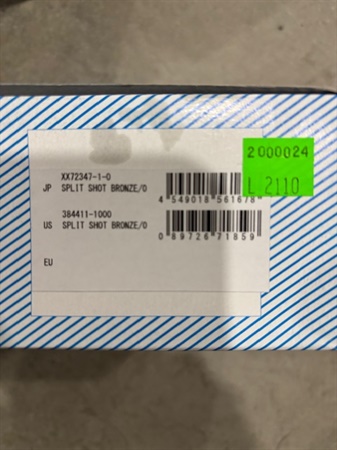 2000024
L 2110
XX72347-1-0
JP SPLIT SHOT BRONZE/O
4 549018 561678
384411-1000
US SPLIT SHOT BRONZE/O
0 89726 71859
EU